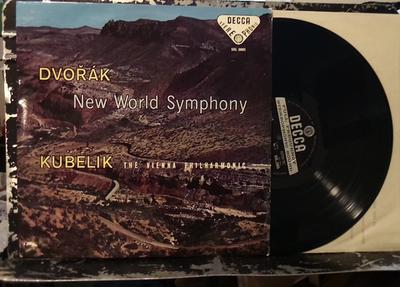 DECCA
DVOŘÁK
New World Symphony
KUBELIK THE VIENNA PHILHARMONIC
DECCA